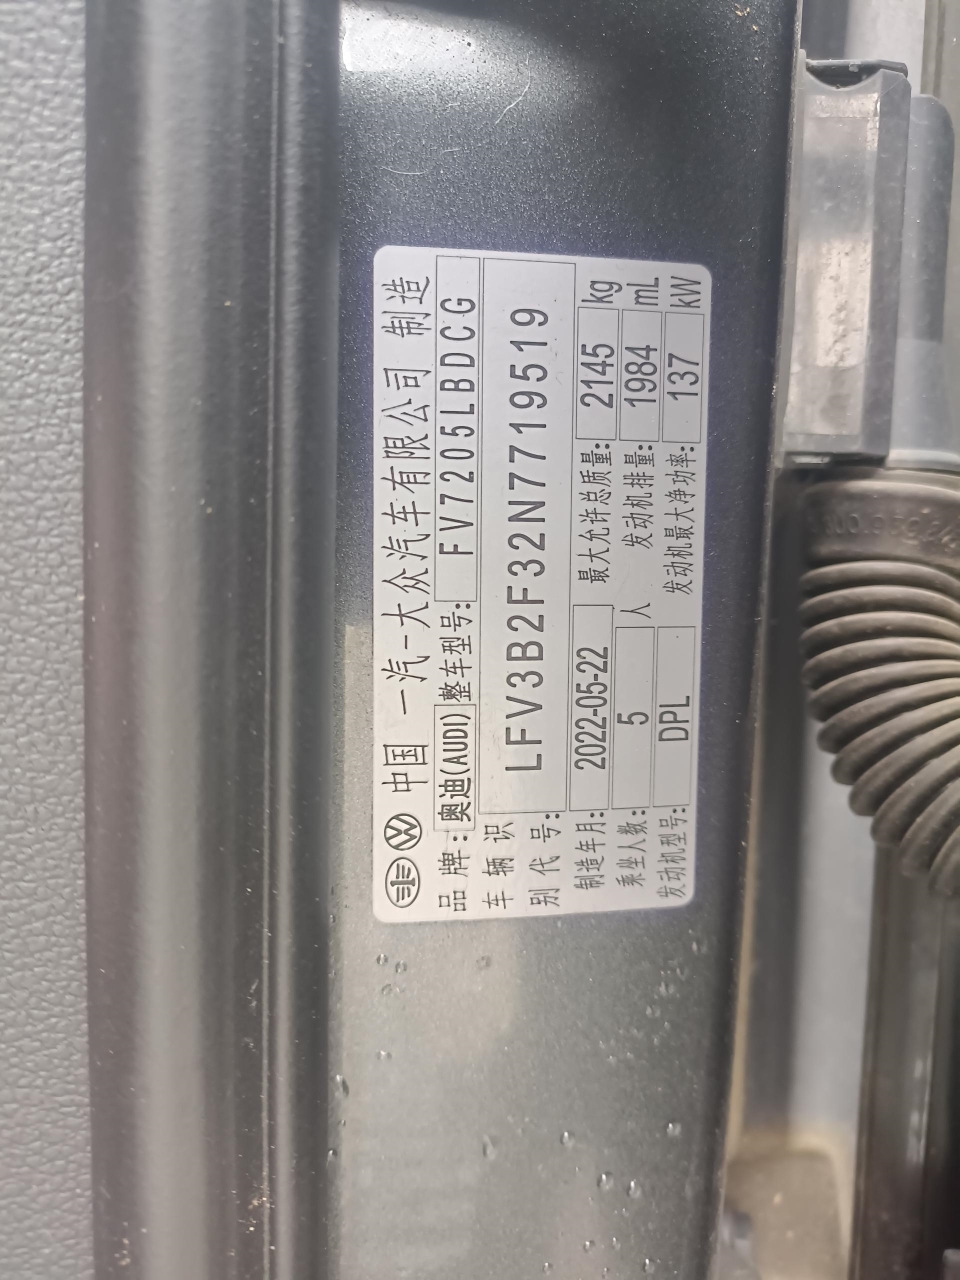 中国 一汽-大众汽车有限公司 制造
品牌: 奥迪(AUDI) 整车型号: FV7205LBDCG
车辆识别代号: LFV3B2F32N7719519
制造年月: 2022-05-22 最大允许总质量: 2145 kg
乘坐人数: 5 人 发动机排量: 1984 mL
发动机型号: DPL 发动机最大净功率: 137 kW